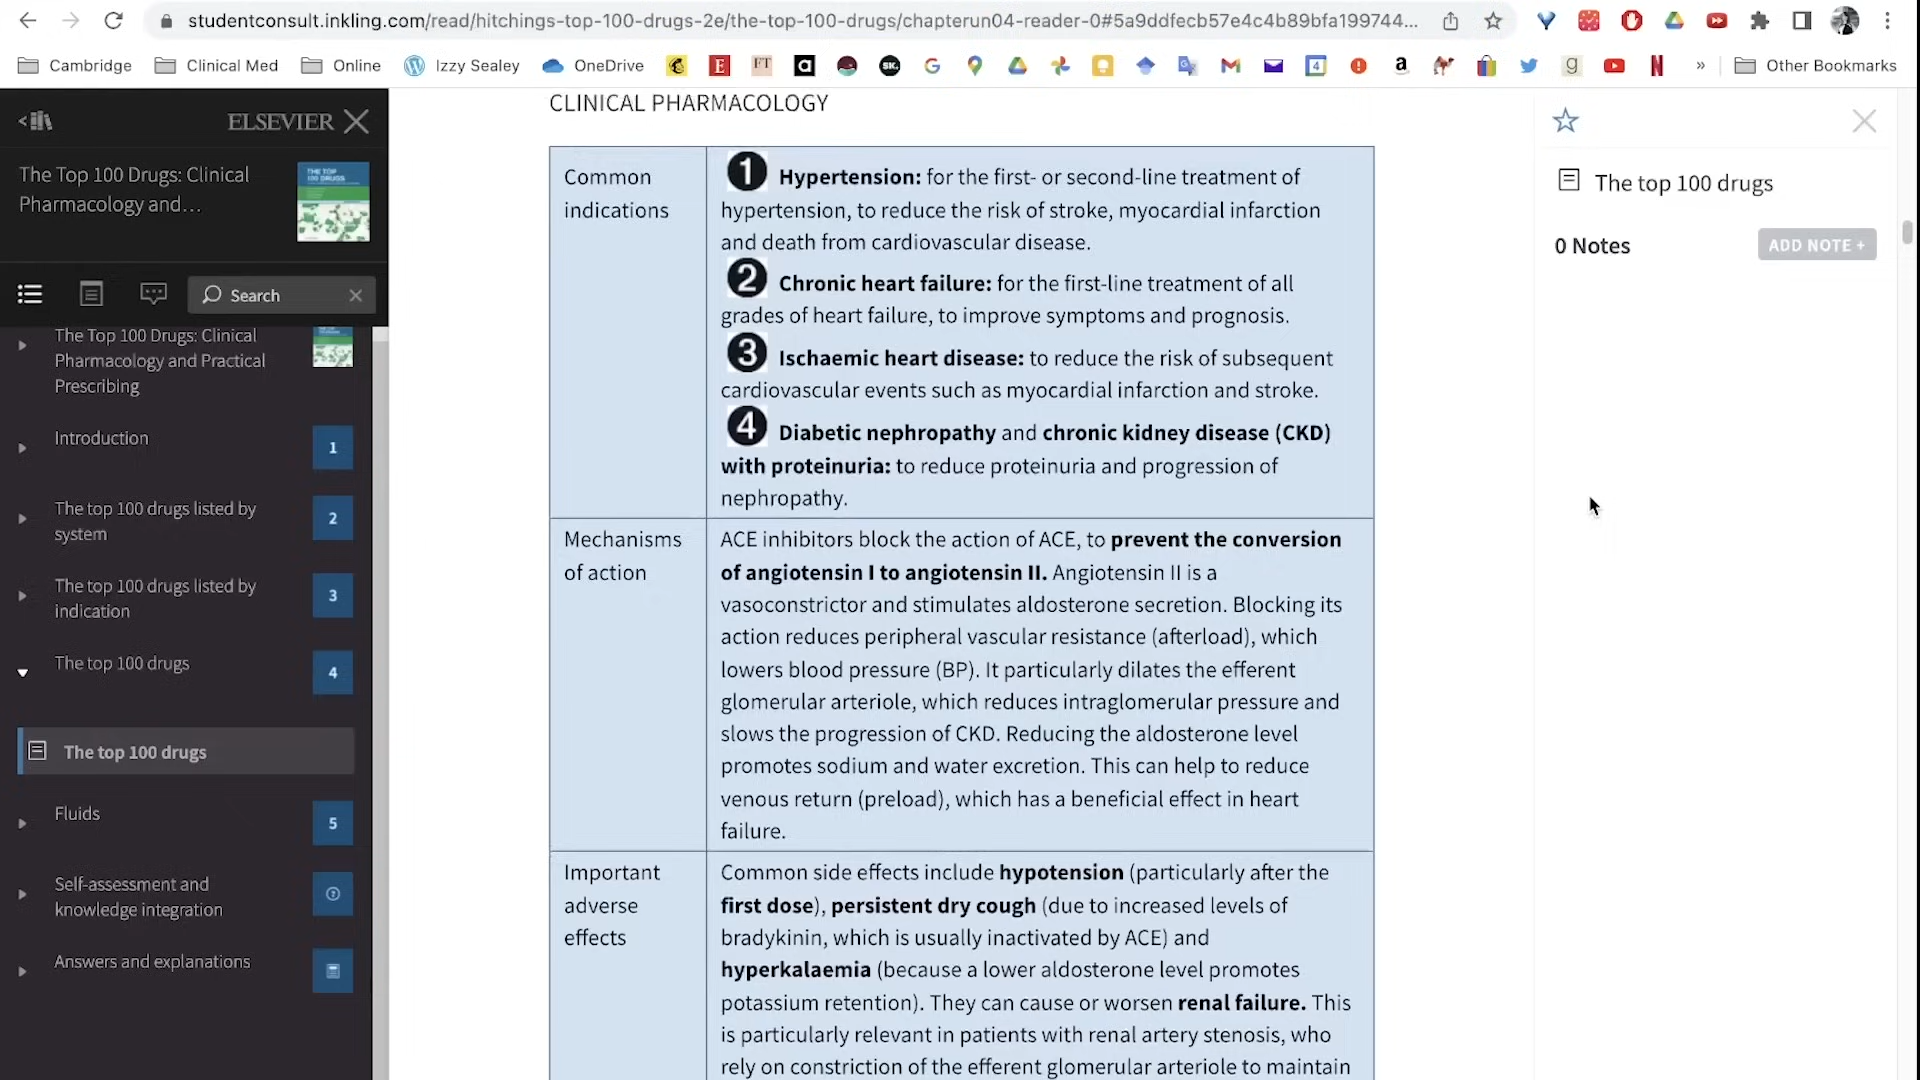 studentconsult.inkling.com/read/hitchings-top-100-drugs-2e/the-top-100-drugs/chapterun04-reader-0#5a9ddfecb57e4c4b89bfa199744...
Cambridge
Clinical Med
Online
Izzy Sealey
OneDrive
E
FT
a
SK.
G
4
a
g
N
»
Other Bookmarks
ELSEVIER
The Top 100 Drugs: Clinical
Pharmacology and...
THE TOP
100 DRUGS
Search
The Top 100 Drugs: Clinical
Pharmacology and Practical
Prescribing
Introduction
1
The top 100 drugs listed by
system
2
The top 100 drugs listed by
indication
3
The top 100 drugs
4
The top 100 drugs
Fluids
5
Self-assessment and
knowledge integration
Answers and explanations
CLINICAL PHARMACOLOGY
Common
indications
1 Hypertension: for the first- or second-line treatment of
hypertension, to reduce the risk of stroke, myocardial infarction
and death from cardiovascular disease.
2 Chronic heart failure: for the first-line treatment of all
grades of heart failure, to improve symptoms and prognosis.
3 Ischaemic heart disease: to reduce the risk of subsequent
cardiovascular events such as myocardial infarction and stroke.
4 Diabetic nephropathy and chronic kidney disease (CKD)
with proteinuria: to reduce proteinuria and progression of
nephropathy.
Mechanisms
of action
ACE inhibitors block the action of ACE, to prevent the conversion
of angiotensin I to angiotensin II. Angiotensin II is a
vasoconstrictor and stimulates aldosterone secretion. Blocking its
action reduces peripheral vascular resistance (afterload), which
lowers blood pressure (BP). It particularly dilates the efferent
glomerular arteriole, which reduces intraglomerular pressure and
slows the progression of CKD. Reducing the aldosterone level
promotes sodium and water excretion. This can help to reduce
venous return (preload), which has a beneficial effect in heart
failure.
Important
adverse
effects
Common side effects include hypotension (particularly after the
first dose), persistent dry cough (due to increased levels of
bradykinin, which is usually inactivated by ACE) and
hyperkalaemia (because a lower aldosterone level promotes
potassium retention). They can cause or worsen renal failure. This
is particularly relevant in patients with renal artery stenosis, who
rely on constriction of the efferent glomerular arteriole to maintain
The top 100 drugs
0 Notes
ADD NOTE +